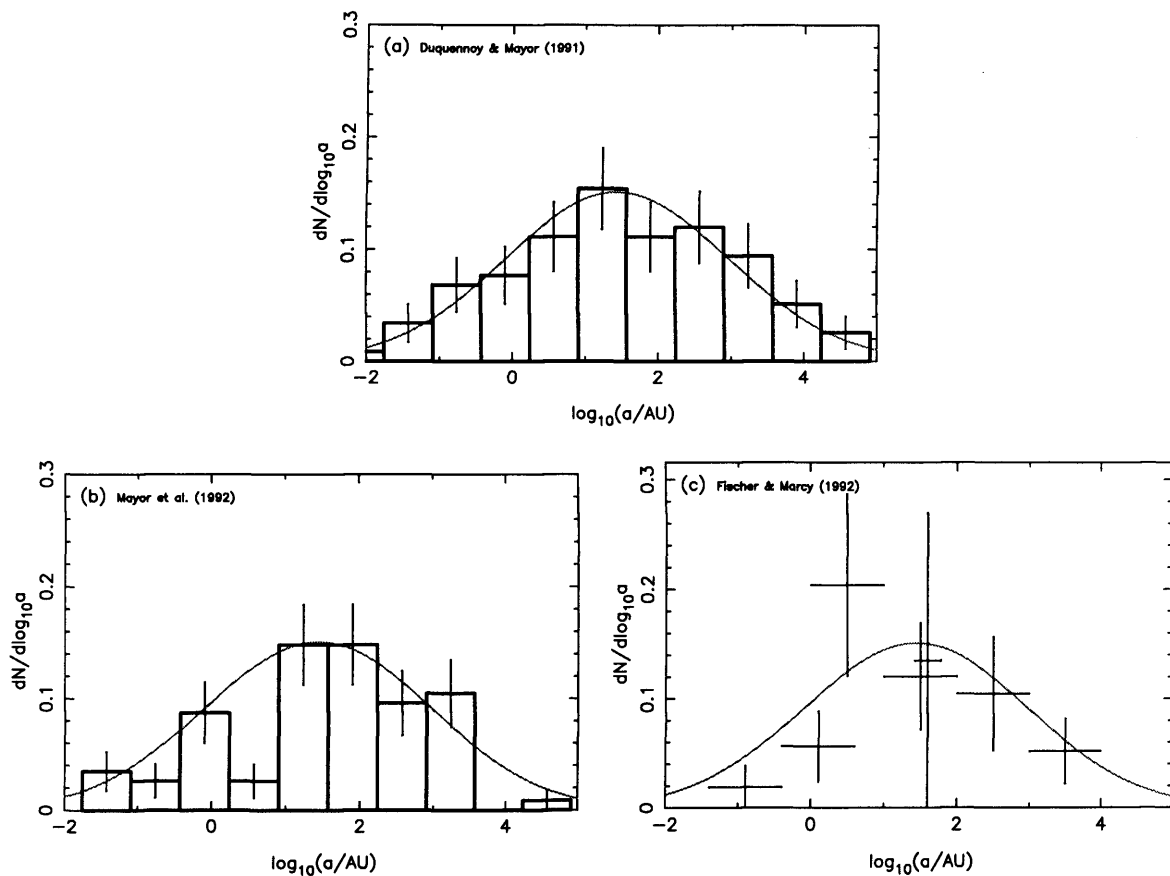 (a) Duquennoy & Mayor (1991)
dN/dlog10a
0.3
0.2
0.1
0
−2
0
2
4
log10(a/AU)
(b) Mayor et al. (1992)
dN/dlog10a
0.3
0.2
0.1
0
−2
0
2
4
log10(a/AU)
(c) Fischer & Marcy (1992)
dN/dlog10a
0.3
0.2
0.1
0
−2
0
2
4
log10(a/AU)